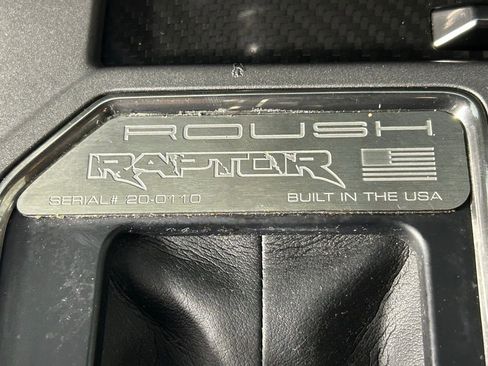 ROUSH
RAPTOR
SERIAL# 20-0110 BUILT IN THE USA